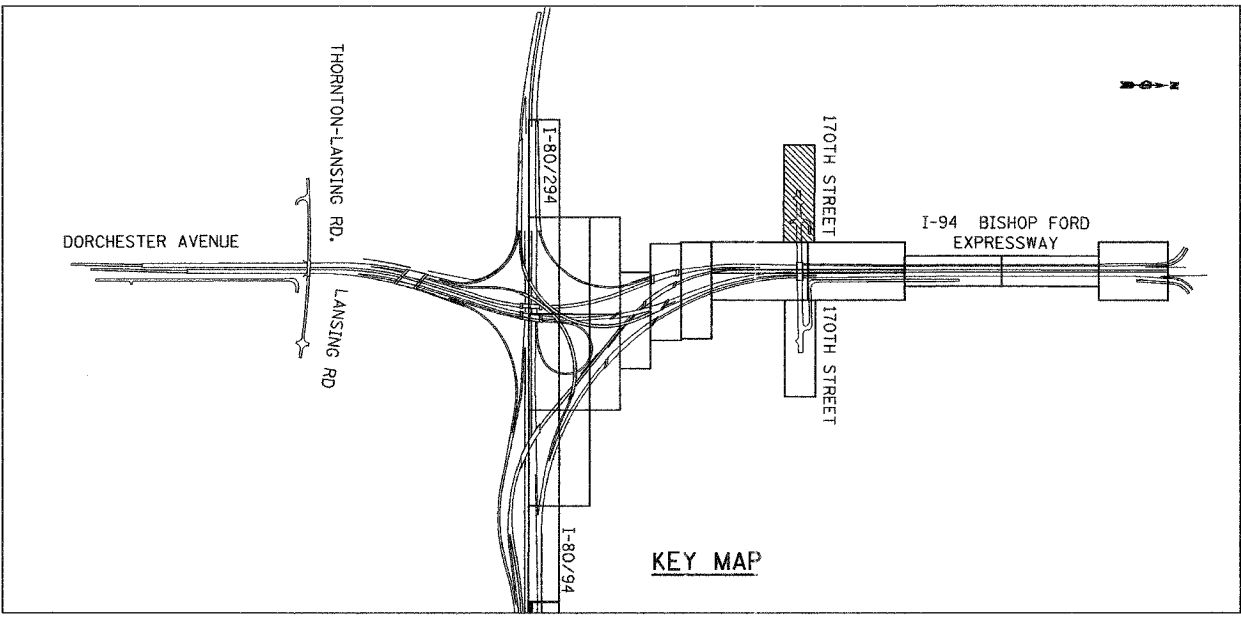 THORNTON-LANSING RD.
I-80/294
170TH STREET
N
DORCHESTER AVENUE
I-94 BISHOP FORD
EXPRESSWAY
LANSING RD
170TH STREET
I-80/94
KEY MAP